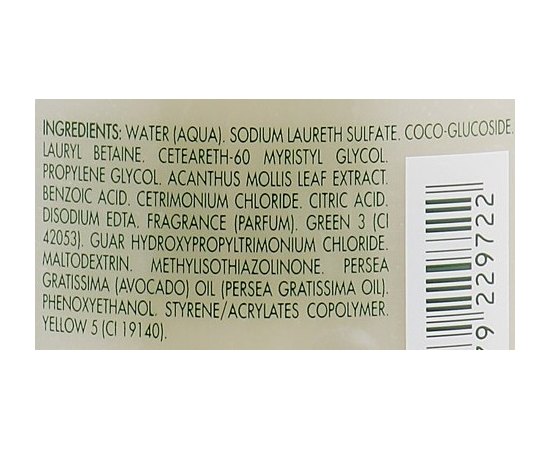 INGREDIENTS: WATER (AQUA). SODIUM LAURETH SULFATE. COCO-GLUCOSIDE.
LAURYL BETAINE. CETEARETH-60 MYRISTYL GLYCOL.
PROPYLENE GLYCOL. ACANTHUS MOLLIS LEAF EXTRACT.
BENZOIC ACID. CETRIMONIUM CHLORIDE. CITRIC ACID.
DISODIUM EDTA. FRAGRANCE (PARFUM). GREEN 3 (CI
42053). GUAR HYDROXYPROPYLTRIMONIUM CHLORIDE.
MALTODEXTRIN. METHYLISOTHIAZOLINONE. PERSEA
GRATISSIMA (AVOCADO) OIL (PERSEA GRATISSIMA OIL).
PHENOXYETHANOL. STYRENE/ACRYLATES COPOLYMER.
YELLOW 5 (CI 19140).
79 229722